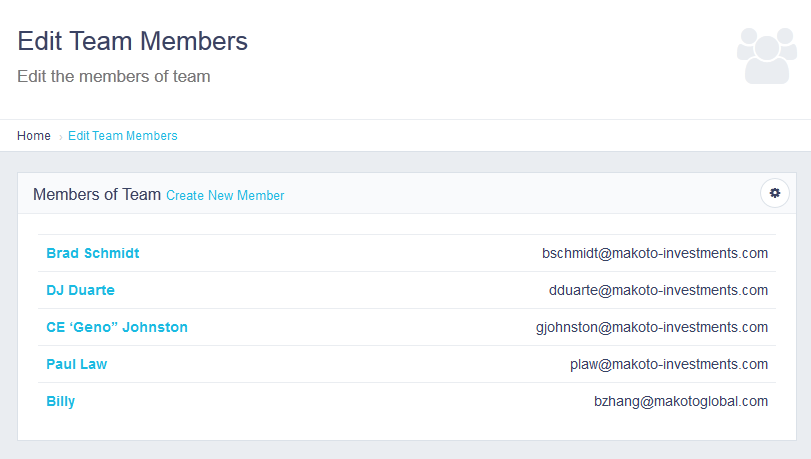 Edit Team Members
Edit the members of team
Home › Edit Team Members
Members of Team Create New Member
Brad Schmidt bschmidt@makoto-investments.com
DJ Duarte dduarte@makoto-investments.com
CE ‘Geno” Johnston gjohnston@makoto-investments.com
Paul Law plaw@makoto-investments.com
Billy bzhang@makotoglobal.com